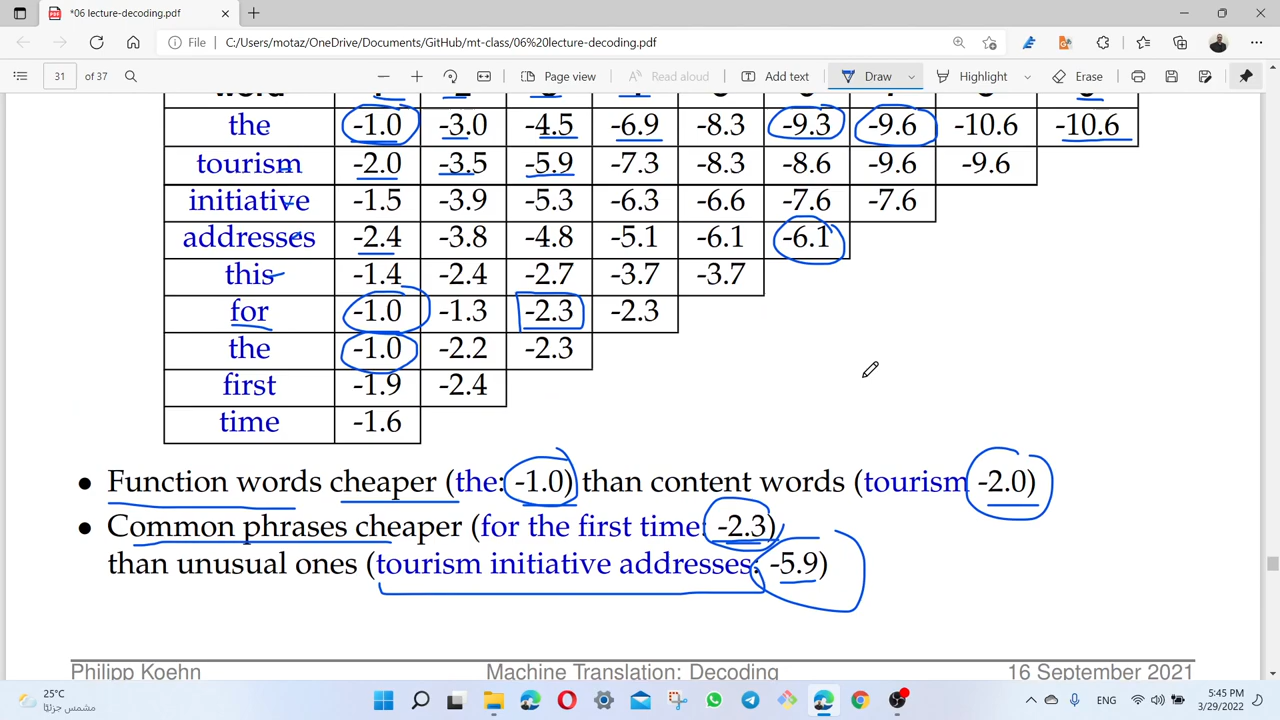 *06 lecture-decoding.pdf
File C:/Users/motaz/OneDrive/Documents/GitHub/mt-class/06%20lecture-decoding.pdf
31 of 37 Page view Read aloud Add text Draw Highlight Erase
word
the -1.0 -3.0 -4.5 -6.9 -8.3 -9.3 -9.6 -10.6 -10.6
tourism -2.0 -3.5 -5.9 -7.3 -8.3 -8.6 -9.6 -9.6
initiative -1.5 -3.9 -5.3 -6.3 -6.6 -7.6 -7.6
addresses -2.4 -3.8 -4.8 -5.1 -6.1 -6.1
this -1.4 -2.4 -2.7 -3.7 -3.7
for -1.0 -1.3 -2.3 -2.3
the -1.0 -2.2 -2.3
first -1.9 -2.4
time -1.6
• Function words cheaper (the: -1.0) than content words (tourism -2.0)
• Common phrases cheaper (for the first time: -2.3)
than unusual ones (tourism initiative addresses: -5.9)
Philipp Koehn Machine Translation: Decoding 16 September 2021
25°C
مشمس جزئيًا
ENG
5:45 PM
3/29/2022